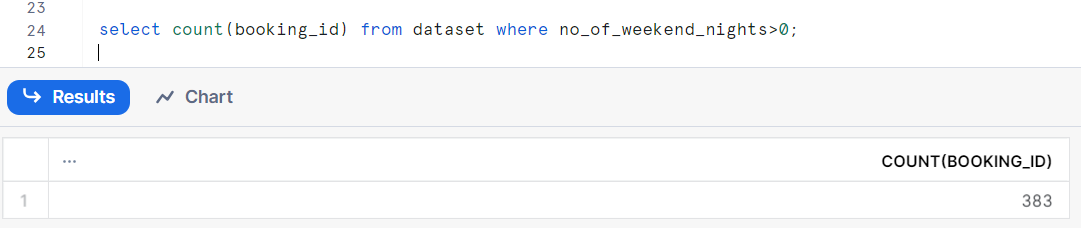 23
24 select count(booking_id) from dataset where no_of_weekend_nights>0;
25
Results Chart
... COUNT(BOOKING_ID)
1 383